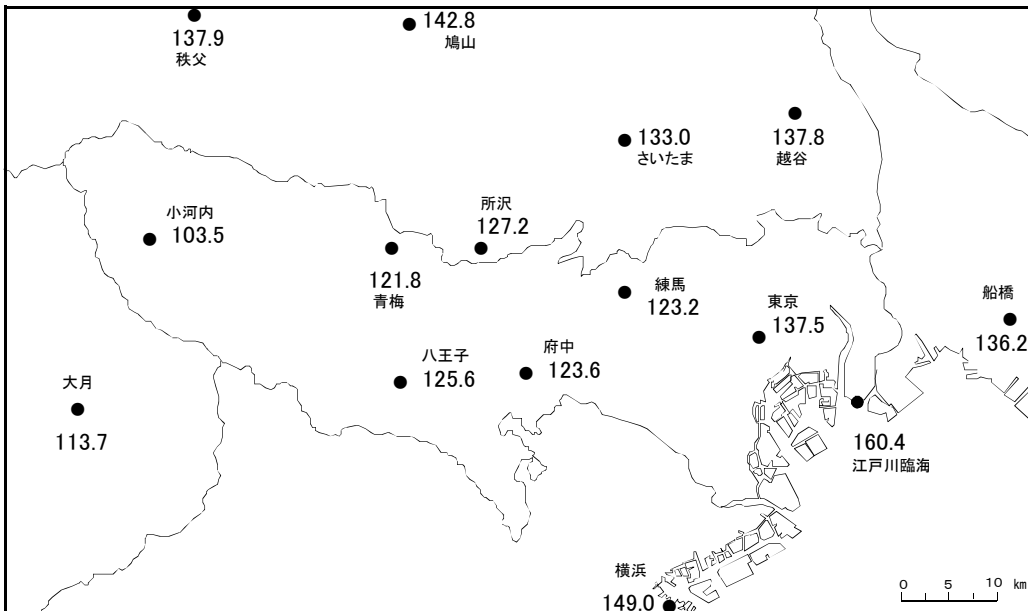 142.8
鳩山
137.9
秩父
133.0
さいたま
137.8
越谷
小河内
103.5
所沢
127.2
121.8
青梅
練馬
123.2
東京
137.5
船橋
136.2
大月
113.7
八王子
125.6
府中
123.6
160.4
江戸川臨海
横浜
149.0
0 5 10 km